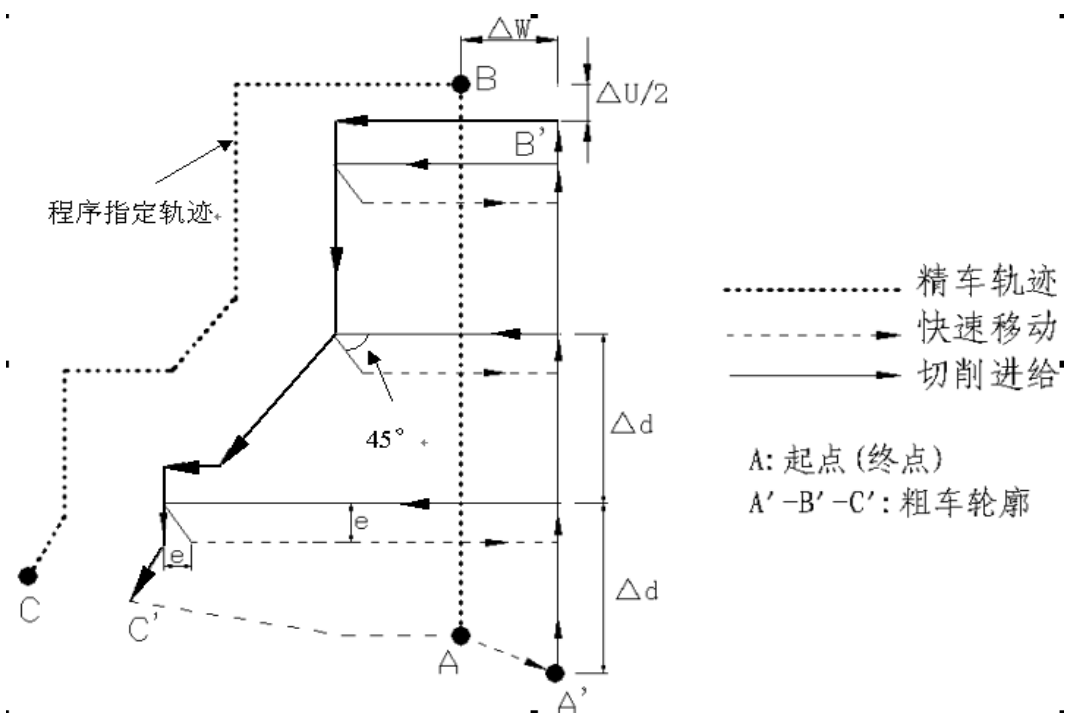 △W
B
△U/2
B'
程序指定轨迹
精车轨迹
快速移动
切削进给
45°
△d
A:起点(终点)
A′-B′-C′:粗车轮廓
e
e
△d
C
C'
A
A'